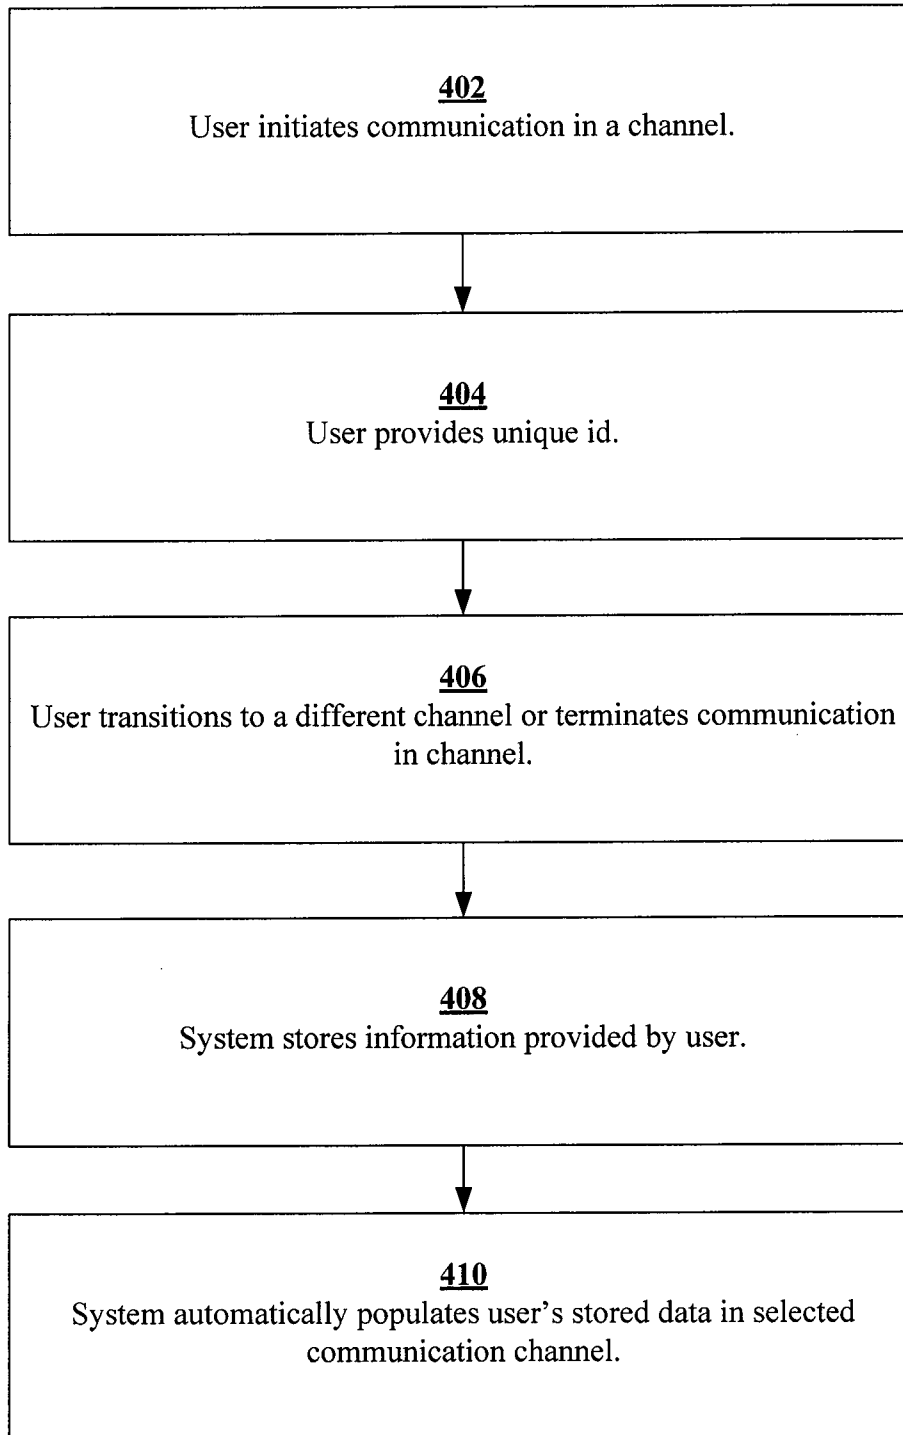 402
User initiates communication in a channel.
404
User provides unique id.
406
User transitions to a different channel or terminates communication
in channel.
408
System stores information provided by user.
410
System automatically populates user's stored data in selected
communication channel.